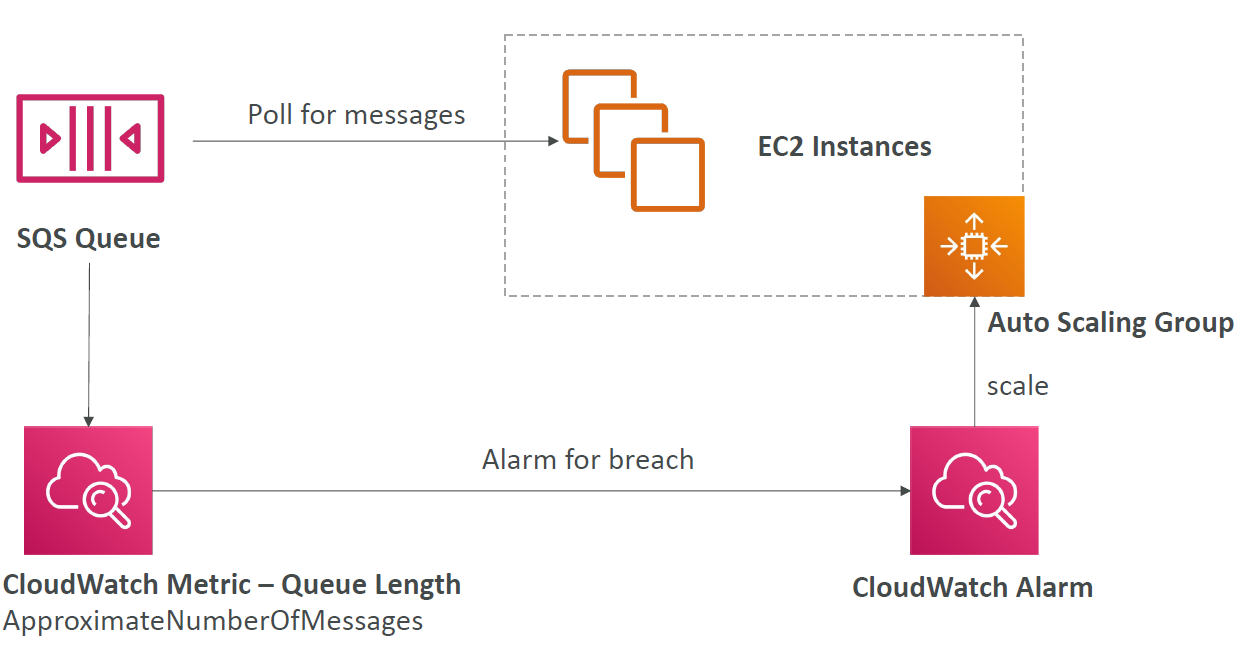 Poll for messages
EC2 Instances
SQS Queue
Auto Scaling Group
scale
Alarm for breach
CloudWatch Metric – Queue Length
ApproximateNumberOfMessages
CloudWatch Alarm